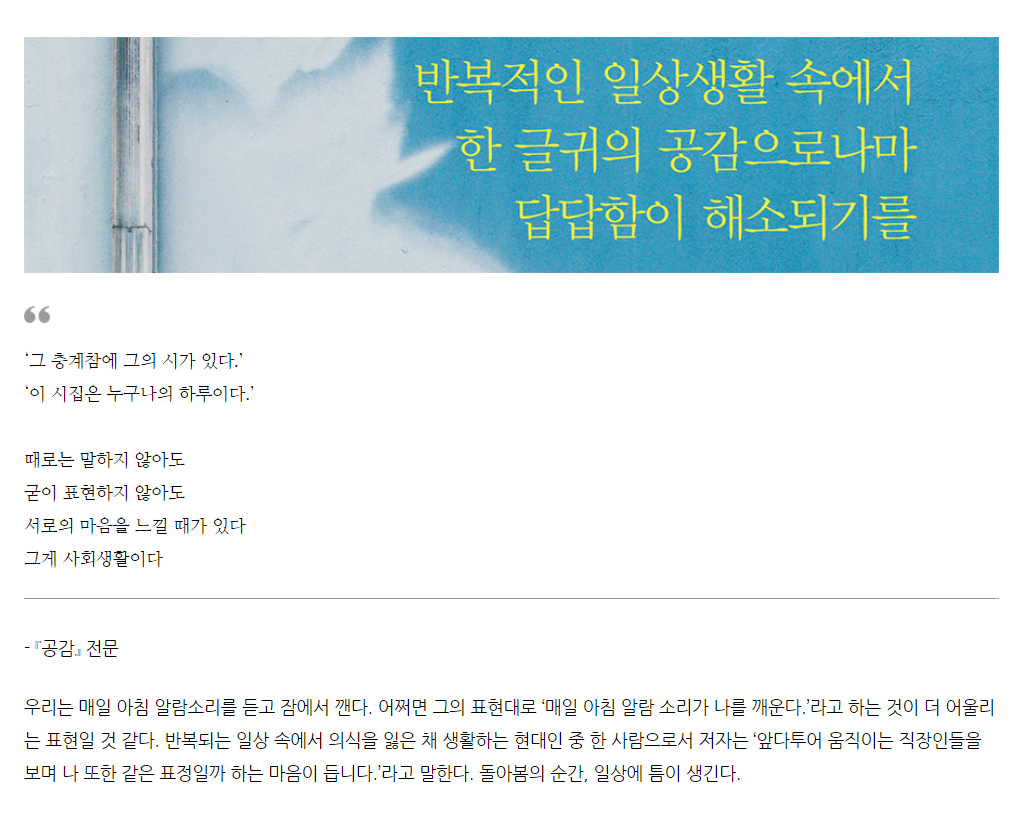 반복적인 일상생활 속에서
한 글귀의 공감으로나마
답답함이 해소되기를
“
‘그 층계참에 그의 시가 있다.’
‘이 시집은 누구나의 하루이다.’
때로는 말하지 않아도
굳이 표현하지 않아도
서로의 마음을 느낄 때가 있다
그게 사회생활이다
- 『공감』 전문
우리는 매일 아침 알람소리를 듣고 잠에서 깬다. 어쩌면 그의 표현대로 ‘매일 아침 알람 소리가 나를 깨운다.’라고 하는 것이 더 어울리
는 표현일 것 같다. 반복되는 일상 속에서 의식을 잃은 채 생활하는 현대인 중 한 사람으로서 저자는 ‘앞다투어 움직이는 직장인들을
보며 나 또한 같은 표정일까 하는 마음이 듭니다.’라고 말한다. 돌아봄의 순간, 일상에 틈이 생긴다.